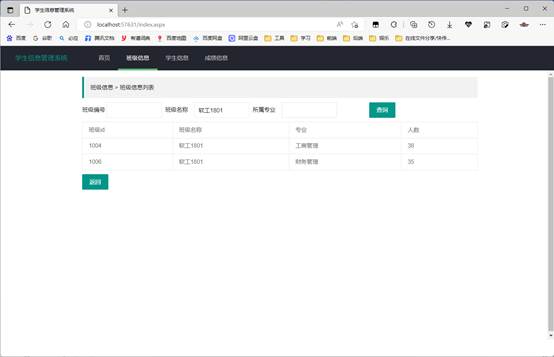 学生信息管理系统
localhost:57631/index.aspx
百度 谷歌 必应 腾讯文档 有道词典 百度地图 百度网盘 阿里云盘 工具 学习 前端 后端 娱乐 在线文件分享/快传...
学生信息管理系统 首页 班级信息 学生信息 成绩信息
班级信息 > 班级信息列表
班级编号 班级名称 软工1801 所属专业 查询
班级id 班级名称 专业 人数
1004 软工1801 工商管理 38
1006 软工1801 财务管理 35
返回